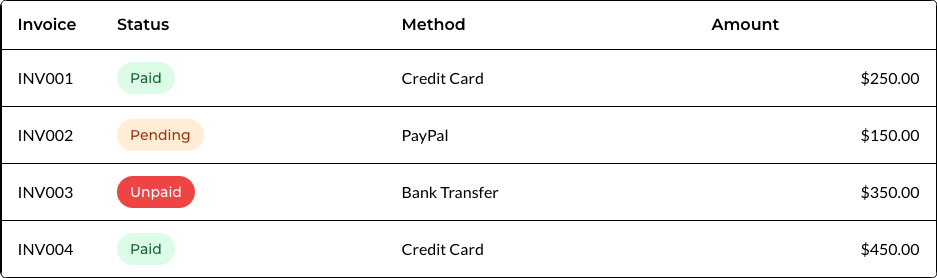 Invoice Status Method Amount
INV001 Paid Credit Card $250.00
INV002 Pending PayPal $150.00
INV003 Unpaid Bank Transfer $350.00
INV004 Paid Credit Card $450.00